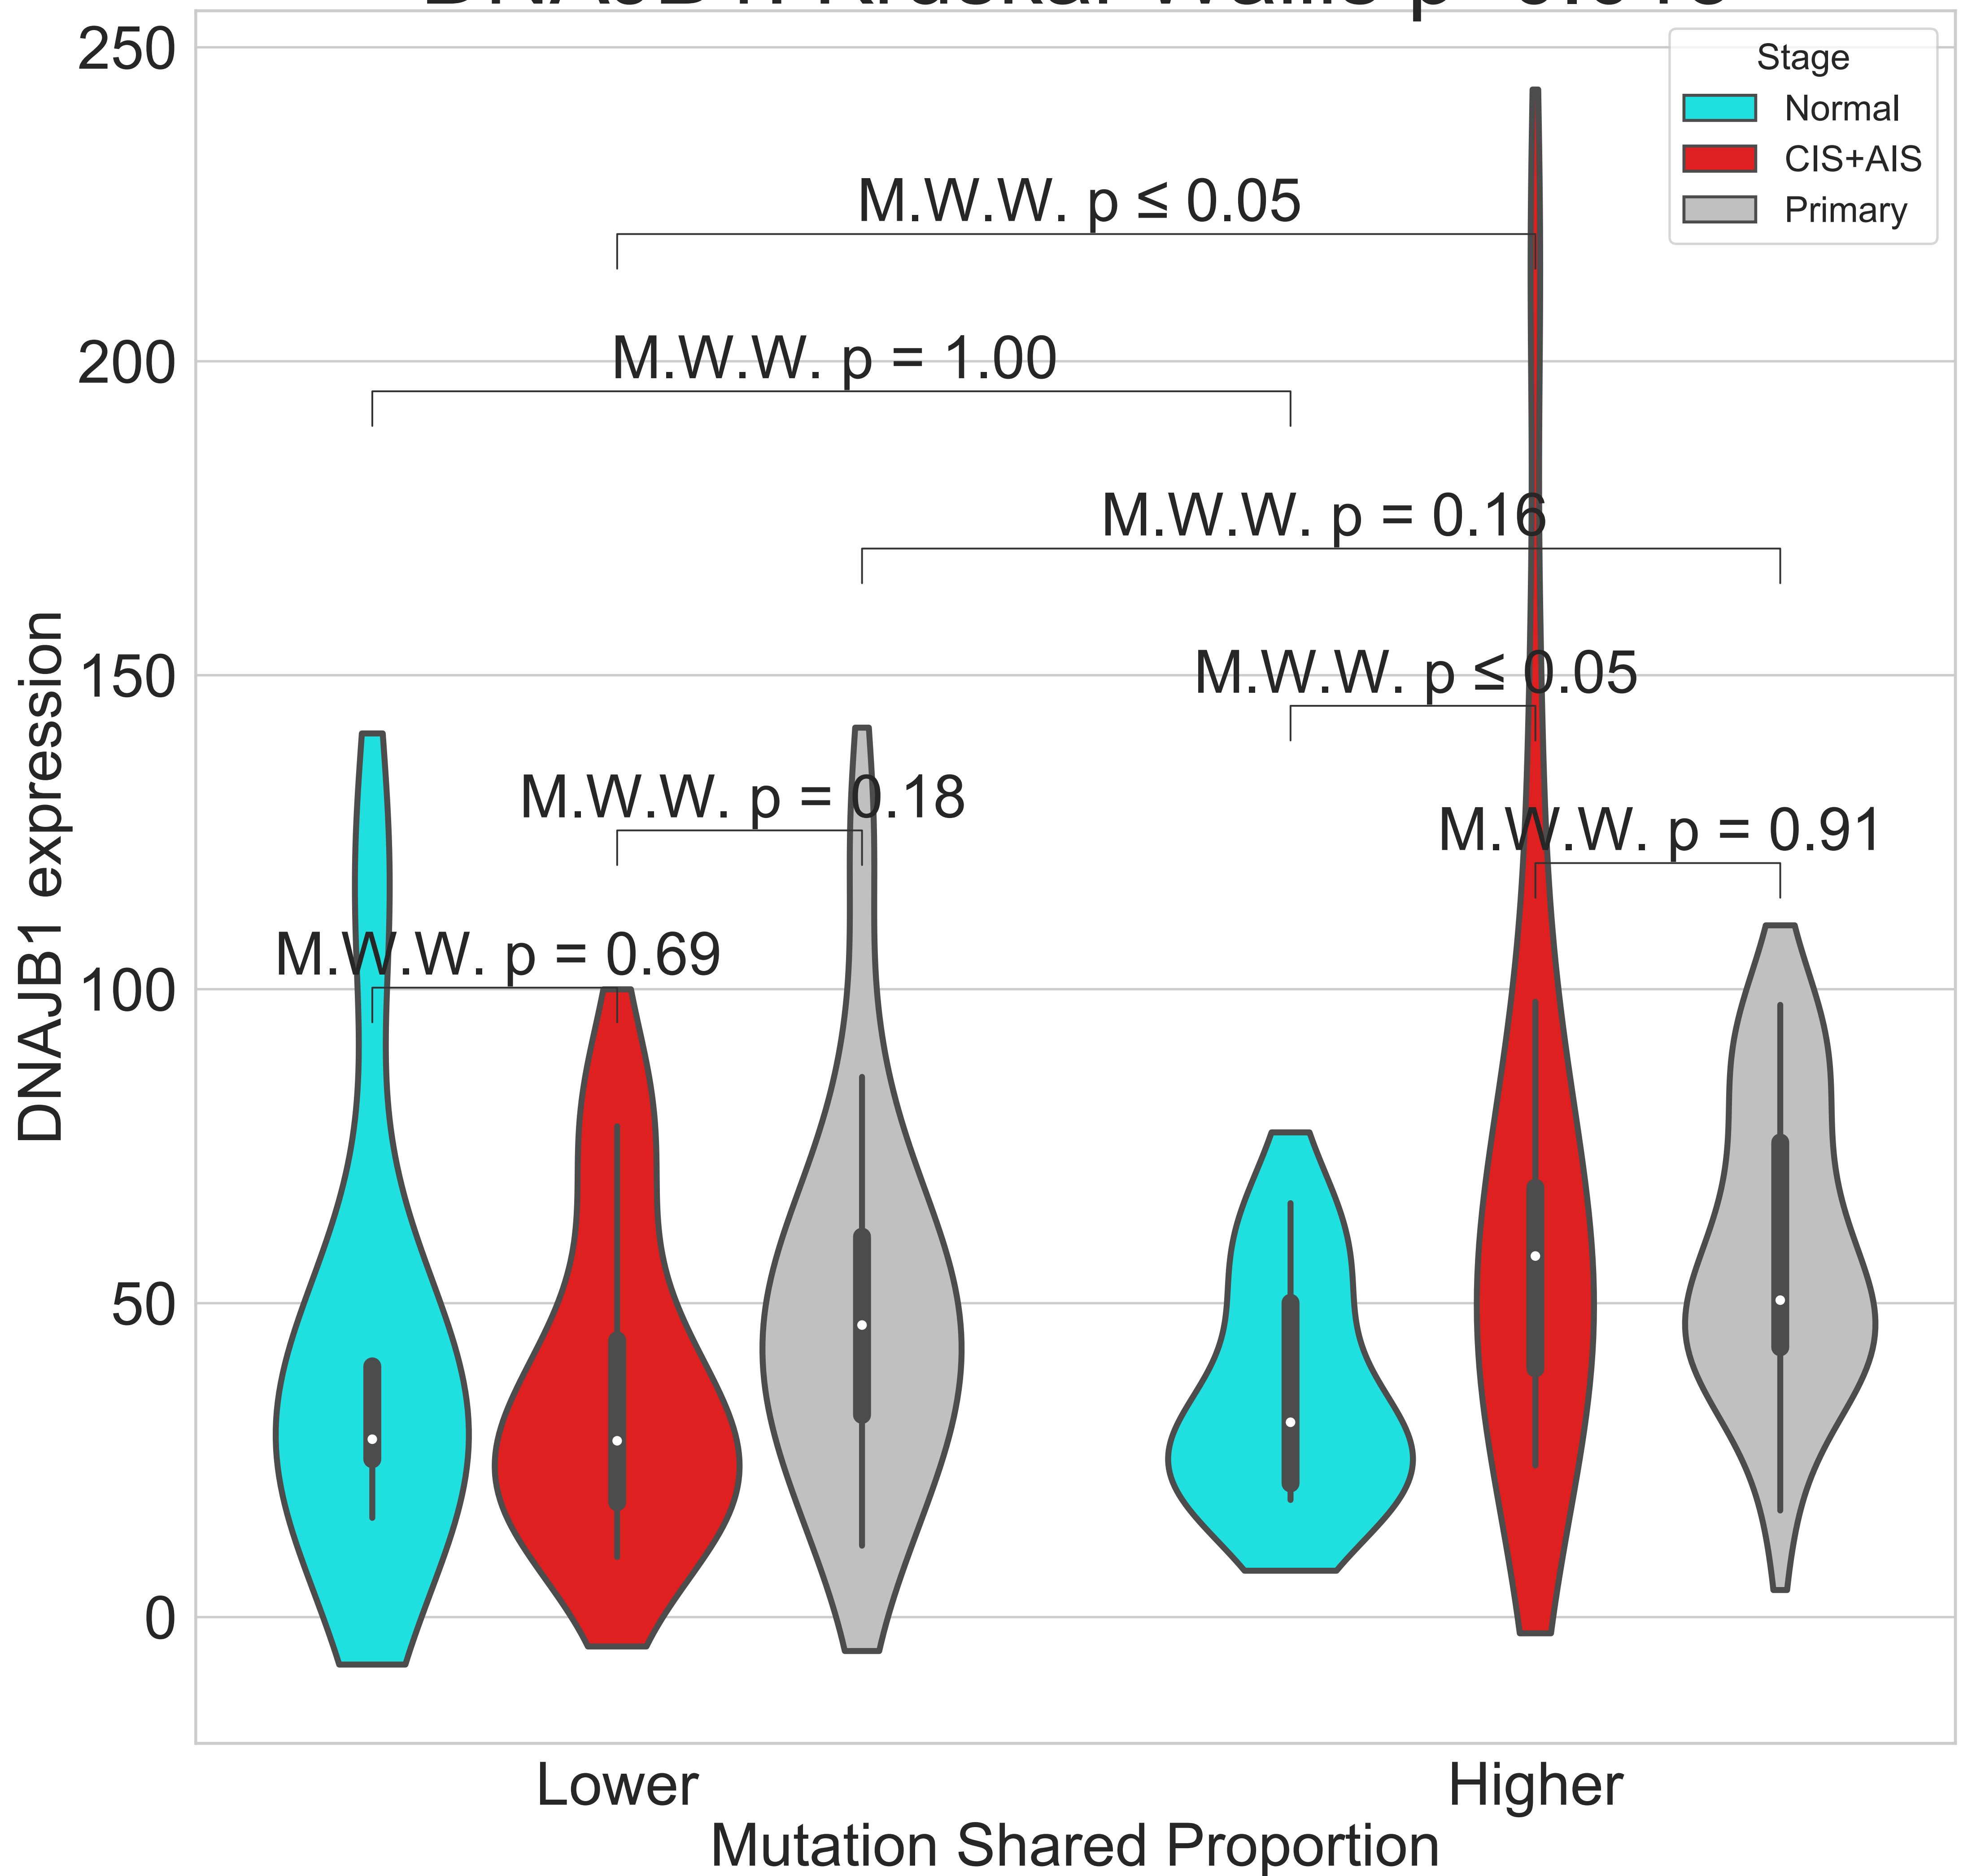 250
Stage
Normal
CIS+AIS
Primary
M.W.W. p ≤ 0.05
200
M.W.W. p = 1.00
M.W.W. p = 0.16
150
M.W.W. p ≤ 0.05
M.W.W. p = 0.18
M.W.W. p = 0.91
100
M.W.W. p = 0.69
50
0
DNAJB1 expression
Lower
Higher
Mutation Shared Proportion